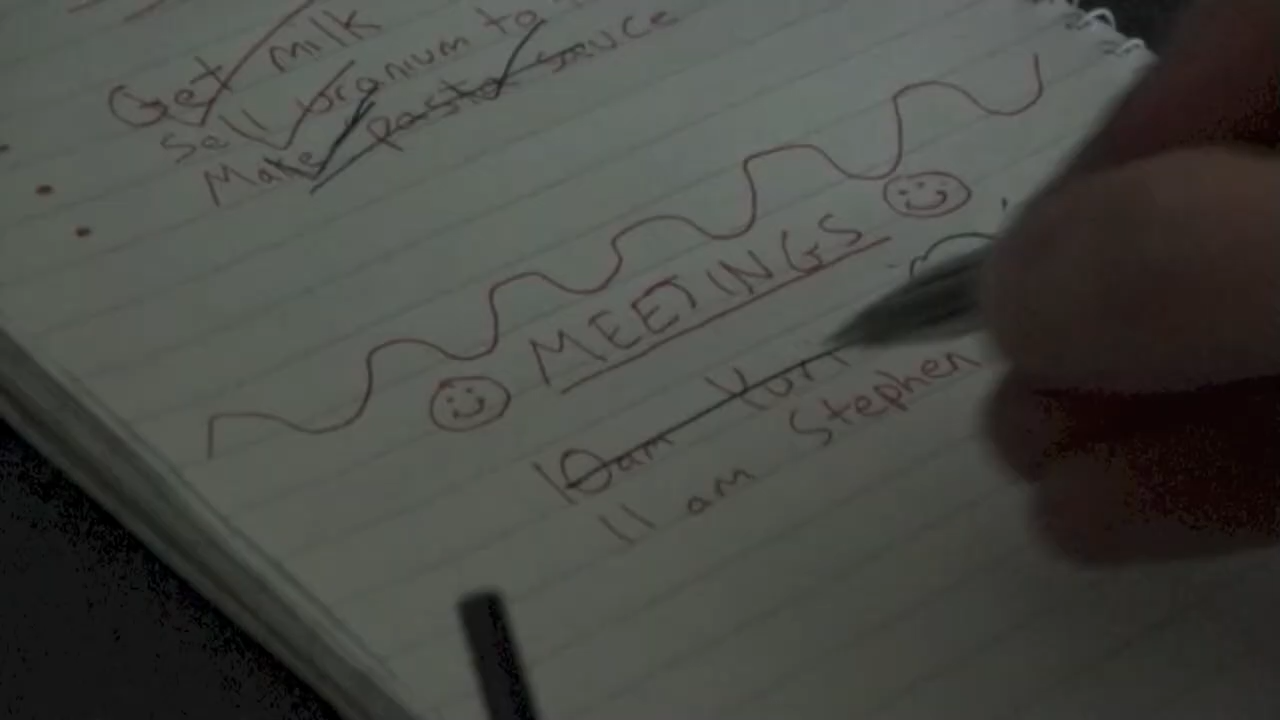 Get milk
Sell Uranium to
Make pasta sauce
MEETINGS
10am Yuri
11 am Stephen